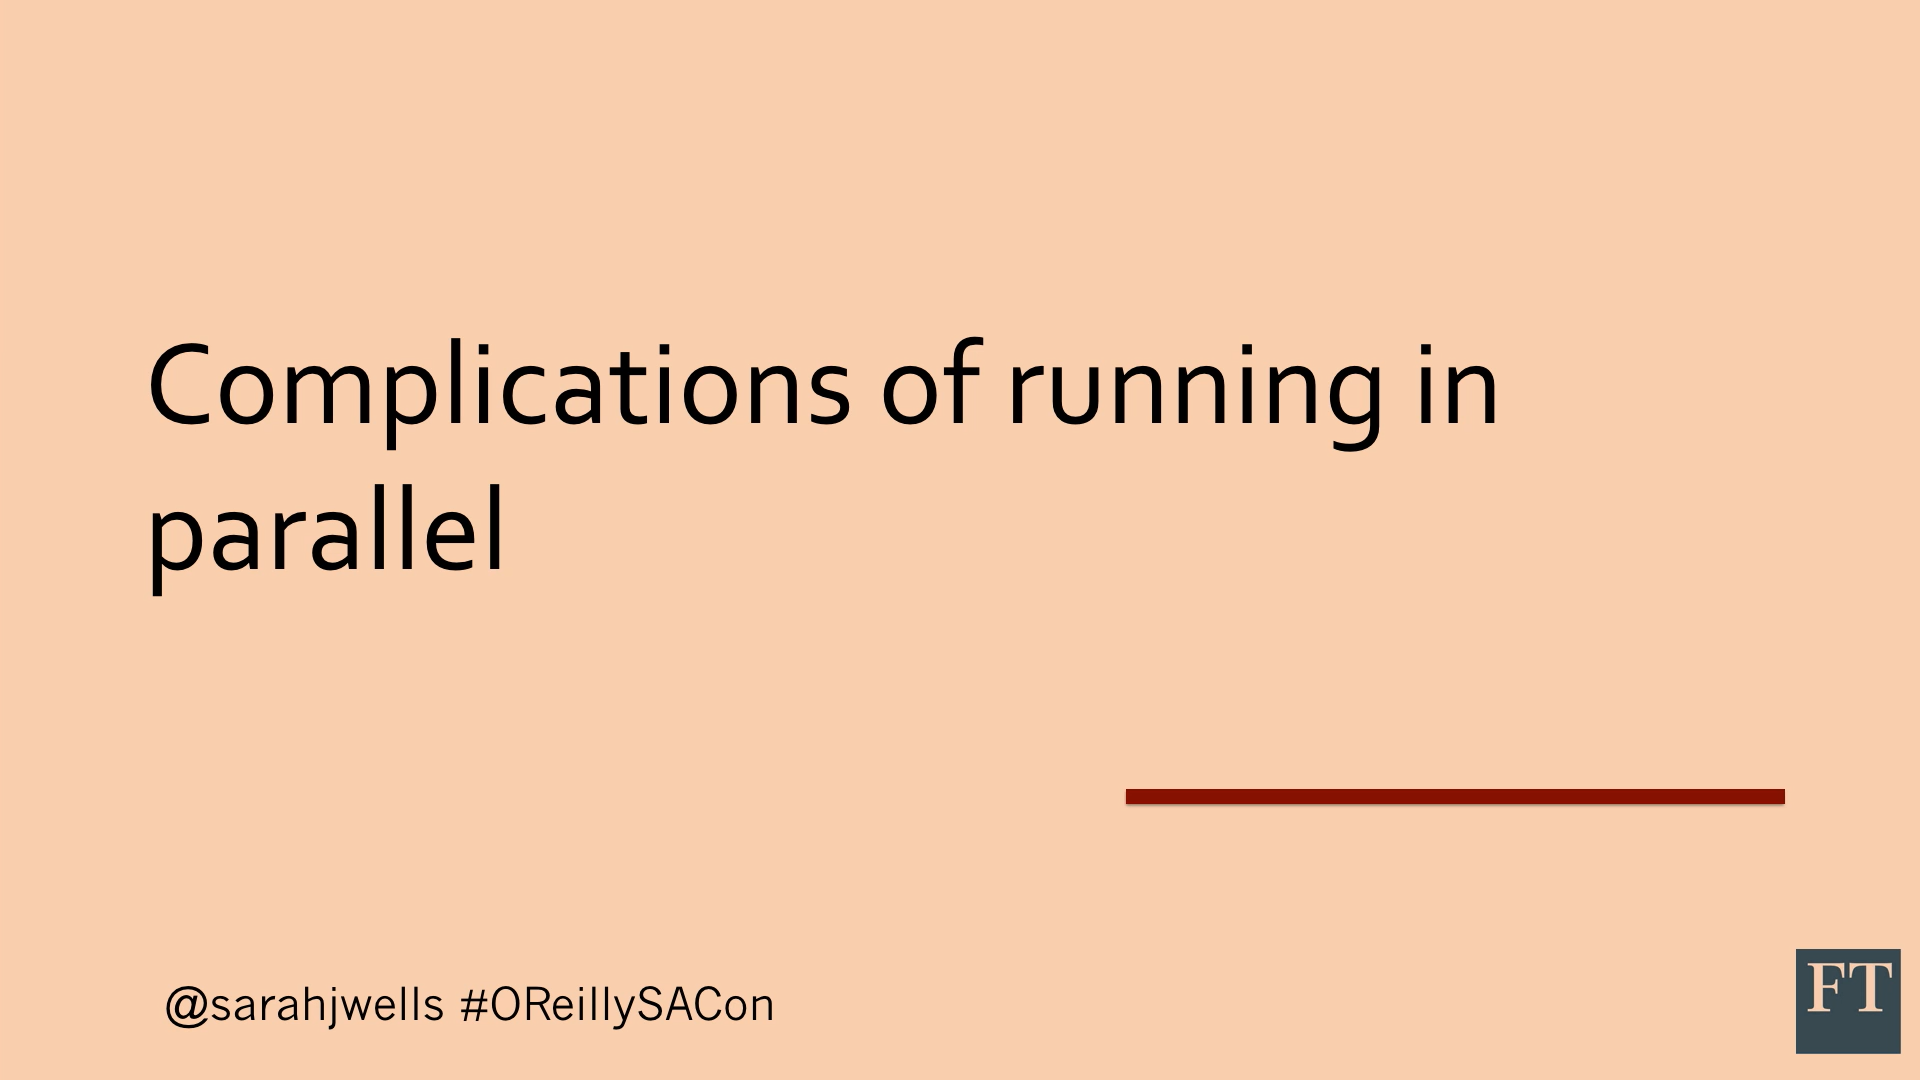 Complications of running in
parallel
@sarahjwells #OReillySACon
FT